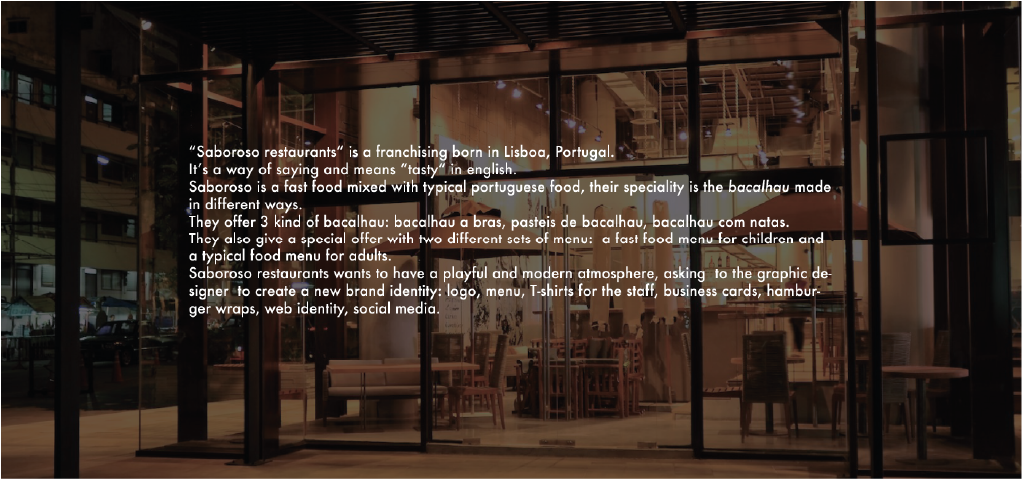 “Saboroso restaurants“ is a franchising born in Lisboa, Portugal.
It’s a way of saying and means “tasty“ in english.
Saboroso is a fast food mixed with typical portuguese food, their speciality is the bacalhau made
in different ways.
They offer 3 kind of bacalhau: bacalhau a bras, pasteis de bacalhau, bacalhau com natas.
They also give a special offer with two different sets of menu:  a fast food menu for children and
a typical food menu for adults.
Saboroso restaurants wants to have a playful and modern atmosphere, asking  to the graphic de-
signer  to create a new brand identity: logo, menu, T-shirts for the staff, business cards, hambur-
ger wraps, web identity, social media.